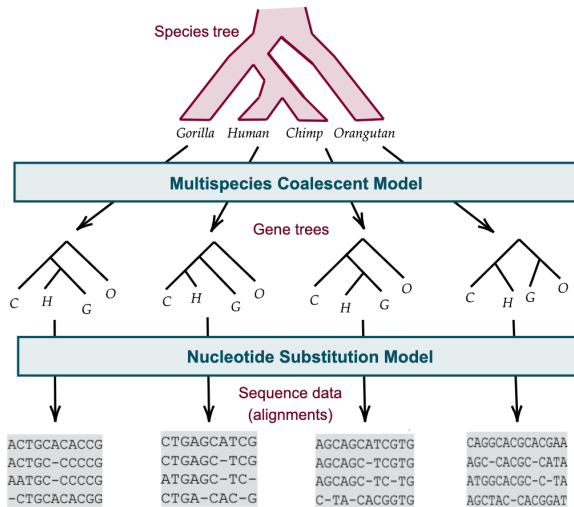 Species tree
Gorilla Human Chimp Orangutan
Multispecies Coalescent Model
Gene trees
C H G O
C H G O
C H G O
C H G O
Nucleotide Substitution Model
Sequence data
(alignments)
ACTGCACACCG
ACTGC-CCCCG
AATGC-CCCCG
-CTGCACACGG
CTGAGCATCG
CTGAGC-TCG
ATGAGC-TC-
CTGA-CAC-G
AGCAGCATCGTG
AGCAGC-TCGTG
AGCAGC-TC-TG
C-TA-CACGGTG
CAGGCACGCACGAA
AGC-CACGC-CATA
ATGGCACGC-C-TA
AGCTAC-CACGGAT